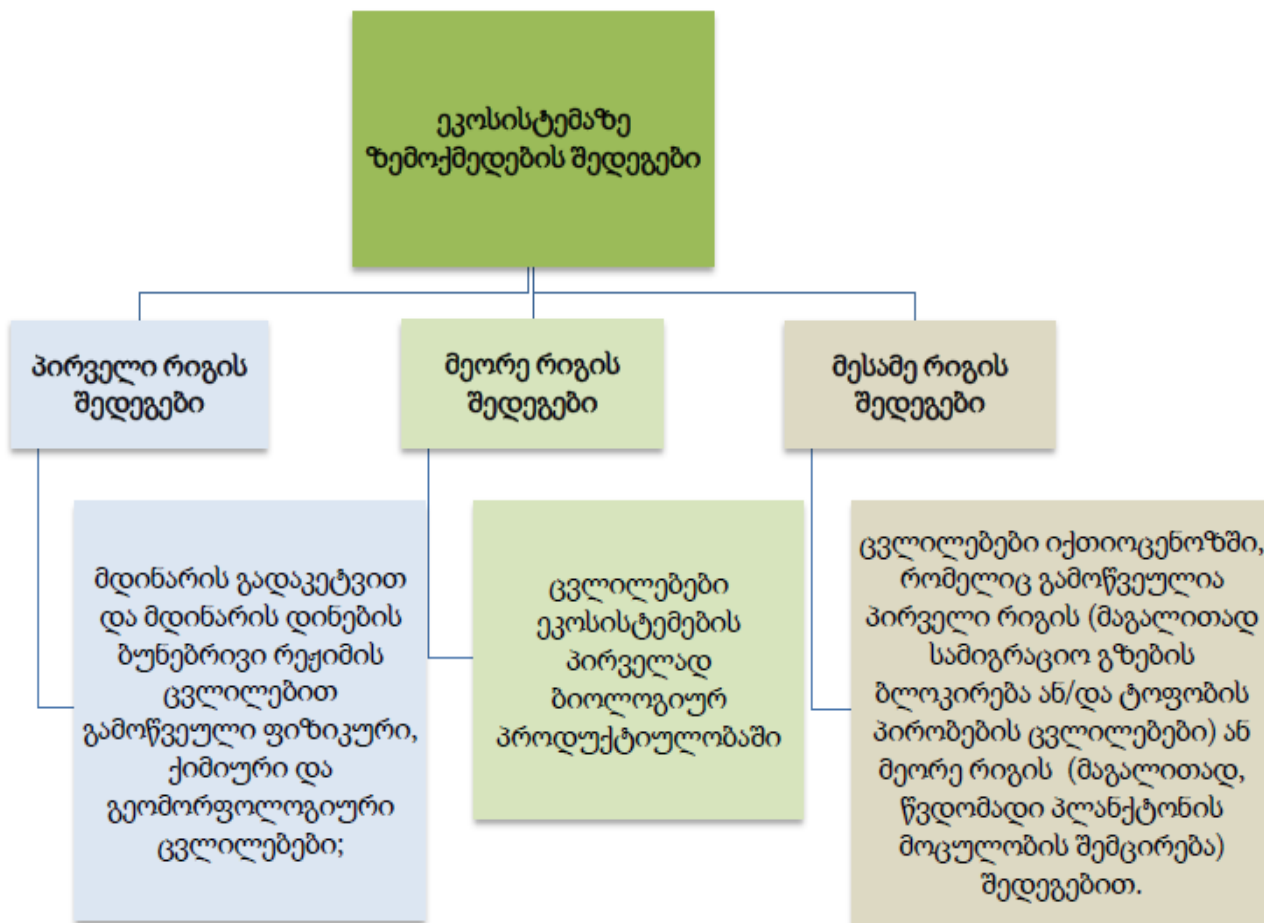 ეკოსისტემაზე
ზემოქმედების შედეგები
პირველი რიგის
შედეგები
მეორე რიგის
შედეგები
მესამე რიგის
შედეგები
მდინარის გადაკეტვით
და მდინარის დინების
ბუნებრივი რეჟიმის
ცვლილებით
გამოწვეული ფიზიკური,
ქიმიური და
გეომორფოლოგიური
ცვლილებები;
ცვლილებები
ეკოსისტემების
პირველად
ბიოლოგიურ
პროდუქტიულობაში
ცვლილებები იქთიოცენოზში,
რომელიც გამოწვეულია
პირველი რიგის (მაგალითად
სამიგრაციო გზების
ბლოკირება ან/და ტოფობის
პირობების ცვლილებები) ან
მეორე რიგის (მაგალითად,
წვდომადი პლანქტონის
მოცულობის შემცირება)
შედეგებით.